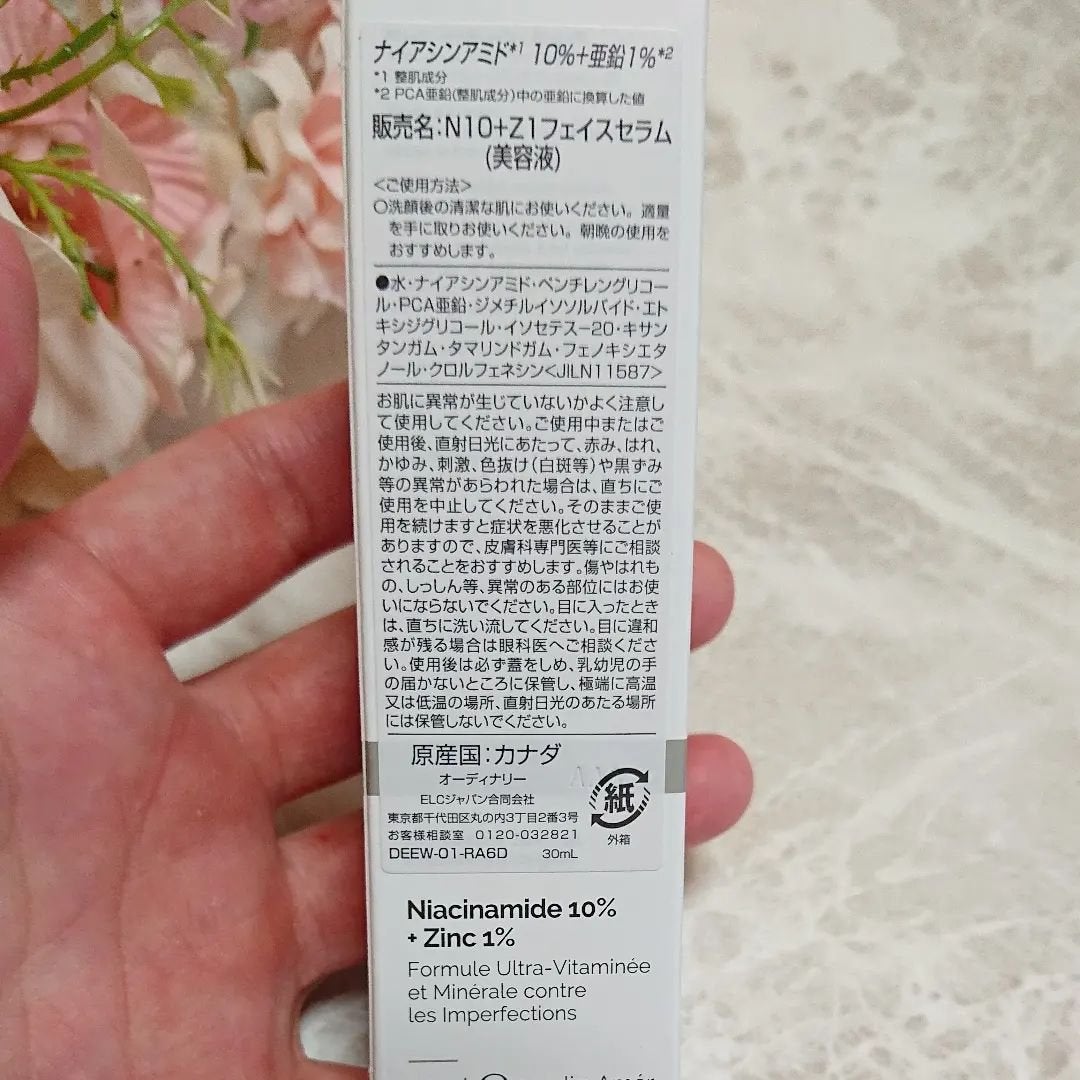 ナイアシンアミド*1 10%+亜鉛1%*2
*1 整肌成分
*2 PCA亜鉛(整肌成分)中の亜鉛に換算した値
販売名:N10+Z1フェイスセラム
(美容液)
<ご使用方法>
○洗顔後の清潔な肌にお使いください。適量
を手に取りお使いください。朝晩の使用を
おすすめします。
●水・ナイアシンアミド・ペンチレングリコー
ル・PCA亜鉛・ジメチルイソソルバイド・エト
キシジグリコール・イソセテス-20・キサン
タンガム・タマリンドガム・フェノキシエタ
ノール・クロルフェネシン<JILN11587>
お肌に異常が生じていないかよく注意し
て使用してください。ご使用中またはご
使用後、直射日光にあたって、赤み、はれ、
かゆみ、刺激、色抜け(白斑等)や黒ずみ
等の異常があらわれた場合は、直ちにご
使用を中止してください。そのままご使
用を続けますと症状を悪化させることが
ありますので、皮膚科専門医等にご相談
されることをおすすめします。傷やはれも
の、しっしん等、異常のある部位にはお使
いにならないでください。目に入ったとき
は、直ちに洗い流してください。目に違和
感が残る場合は眼科医へご相談くださ
い。使用後は必ず蓋をしめ、乳幼児の手
の届かないところに保管し、極端に高温
又は低温の場所、直射日光のあたる場所
には保管しないでください。
原産国:カナダ
オーディナリー
ELCジャパン合同会社
東京都千代田区丸の内3丁目2番3号
お客様相談室 0120-032821
DEEW-01-RA6D 30mL
紙
外箱
Niacinamide 10%
+ Zinc 1%
Formule Ultra-Vitaminée
et Minérale contre
les Imperfections